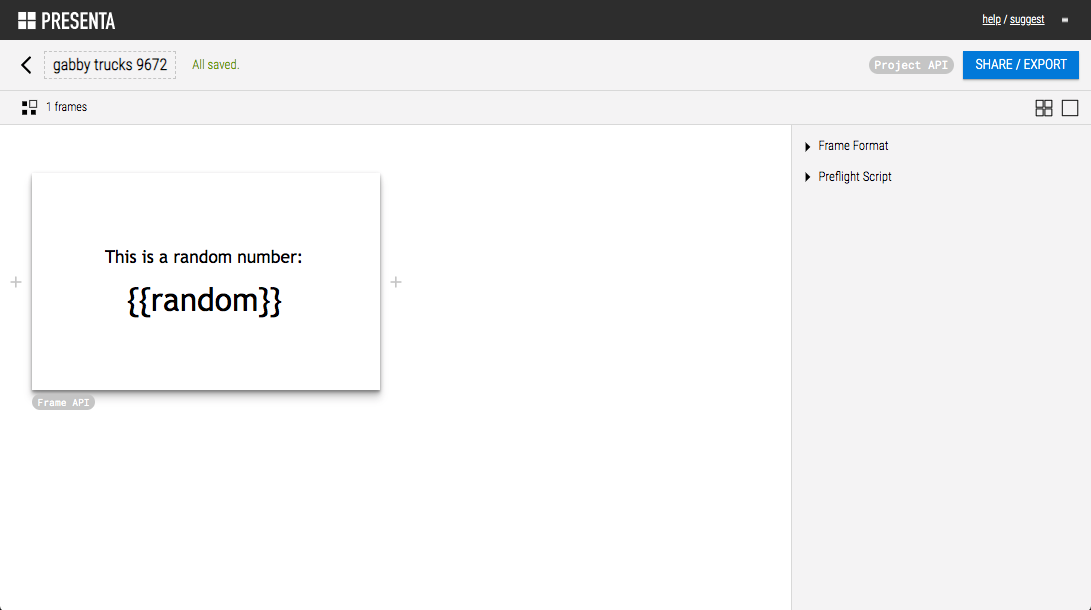 PRESENTA
help / suggest
gabby trucks 9672
All saved.
Project API
SHARE / EXPORT
1 frames
Frame Format
Preflight Script
This is a random number:
{{random}}
Frame API